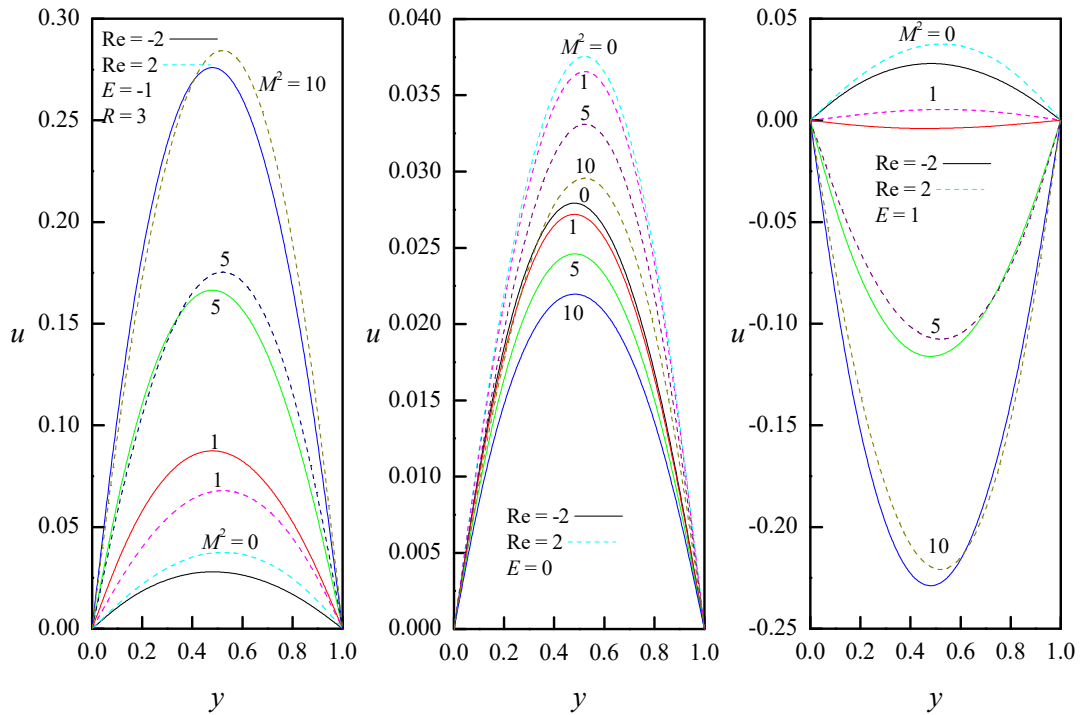 0.30
0.25
0.20
0.15
0.10
0.05
0.00
u
Re = -2
Re = 2
E = -1
R = 3
M² = 10
5
5
1
1
M² = 0
0.0 0.2 0.4 0.6 0.8 1.0
y
0.040
0.035
0.030
0.025
0.020
0.015
0.010
0.005
0.000
u
M² = 0
1
5
10
0
1
5
10
Re = -2
Re = 2
E = 0
0.0 0.2 0.4 0.6 0.8 1.0
y
0.05
0.00
-0.05
-0.10
-0.15
-0.20
-0.25
u
M² = 0
1
Re = -2
Re = 2
E = 1
5
10
0.0 0.2 0.4 0.6 0.8 1.0
y